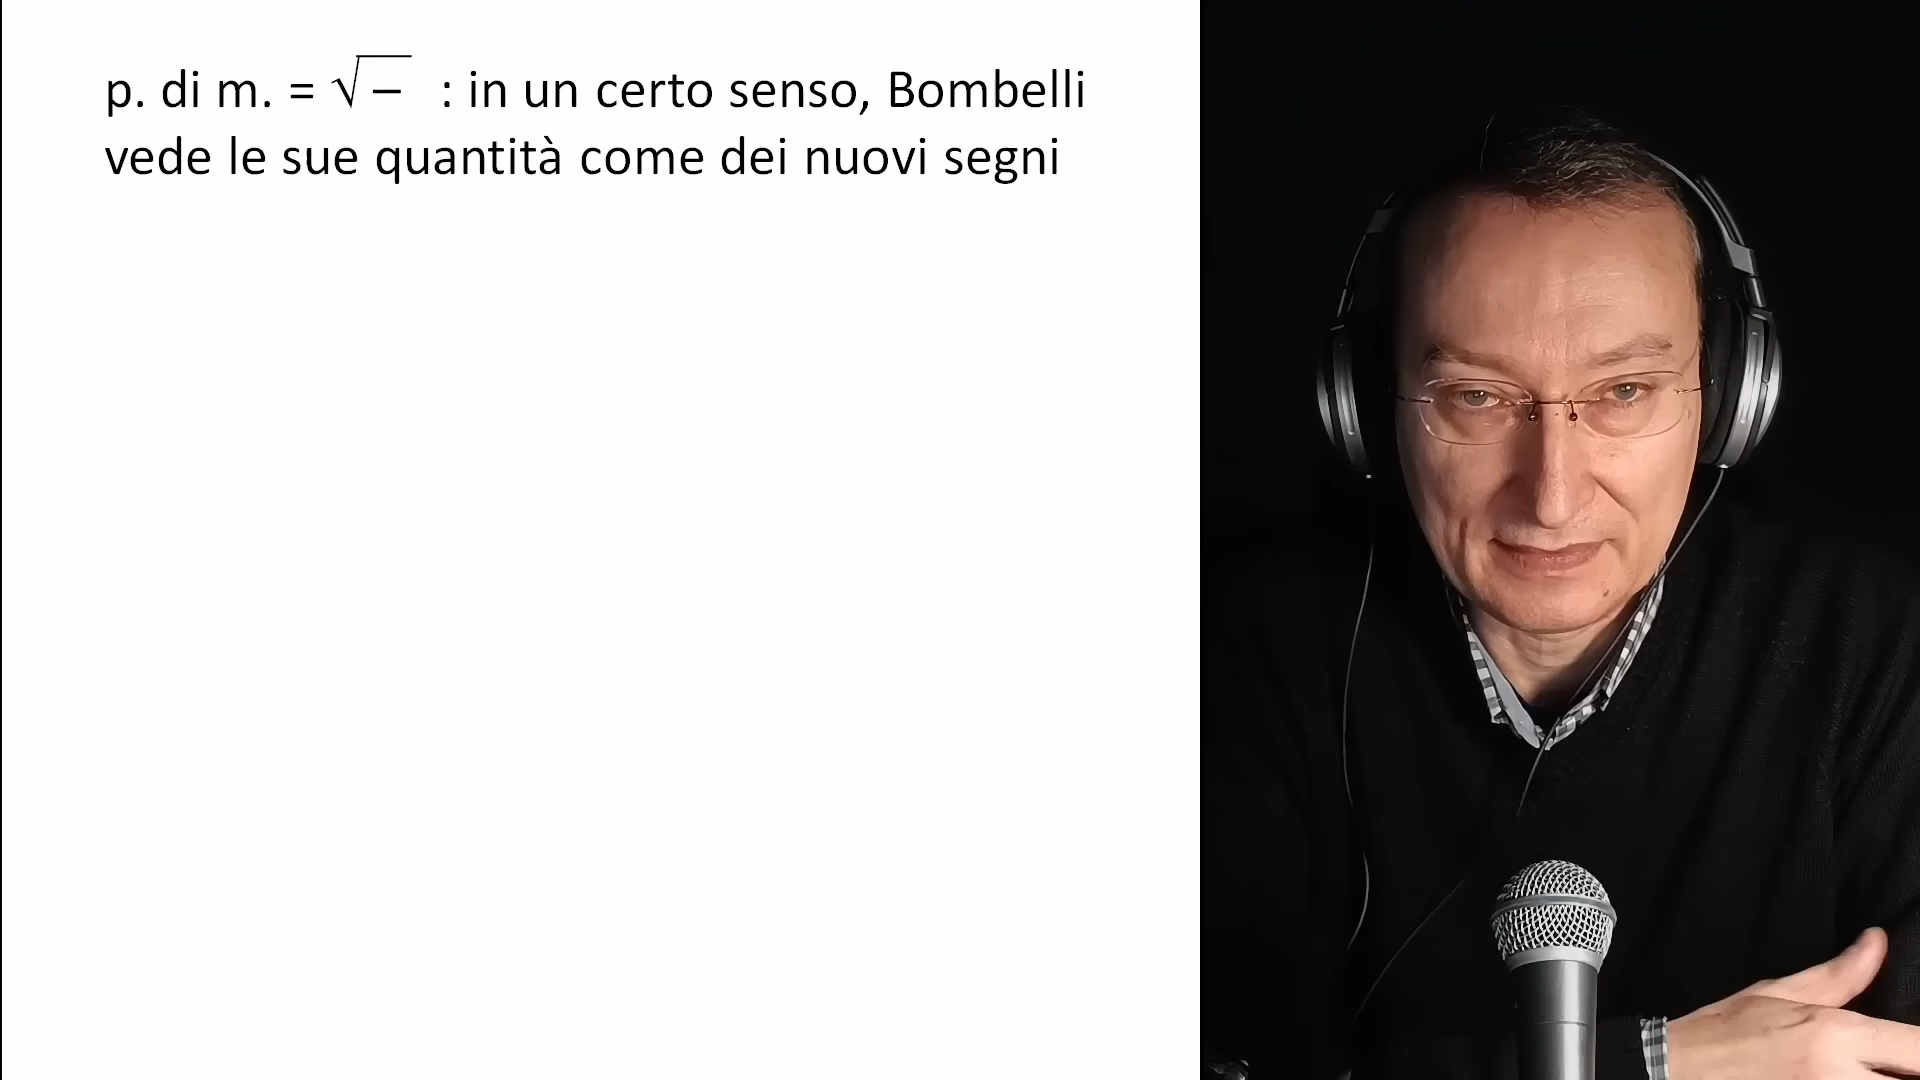 p. di m. = √− : in un certo senso, Bombelli
vede le sue quantità come dei nuovi segni